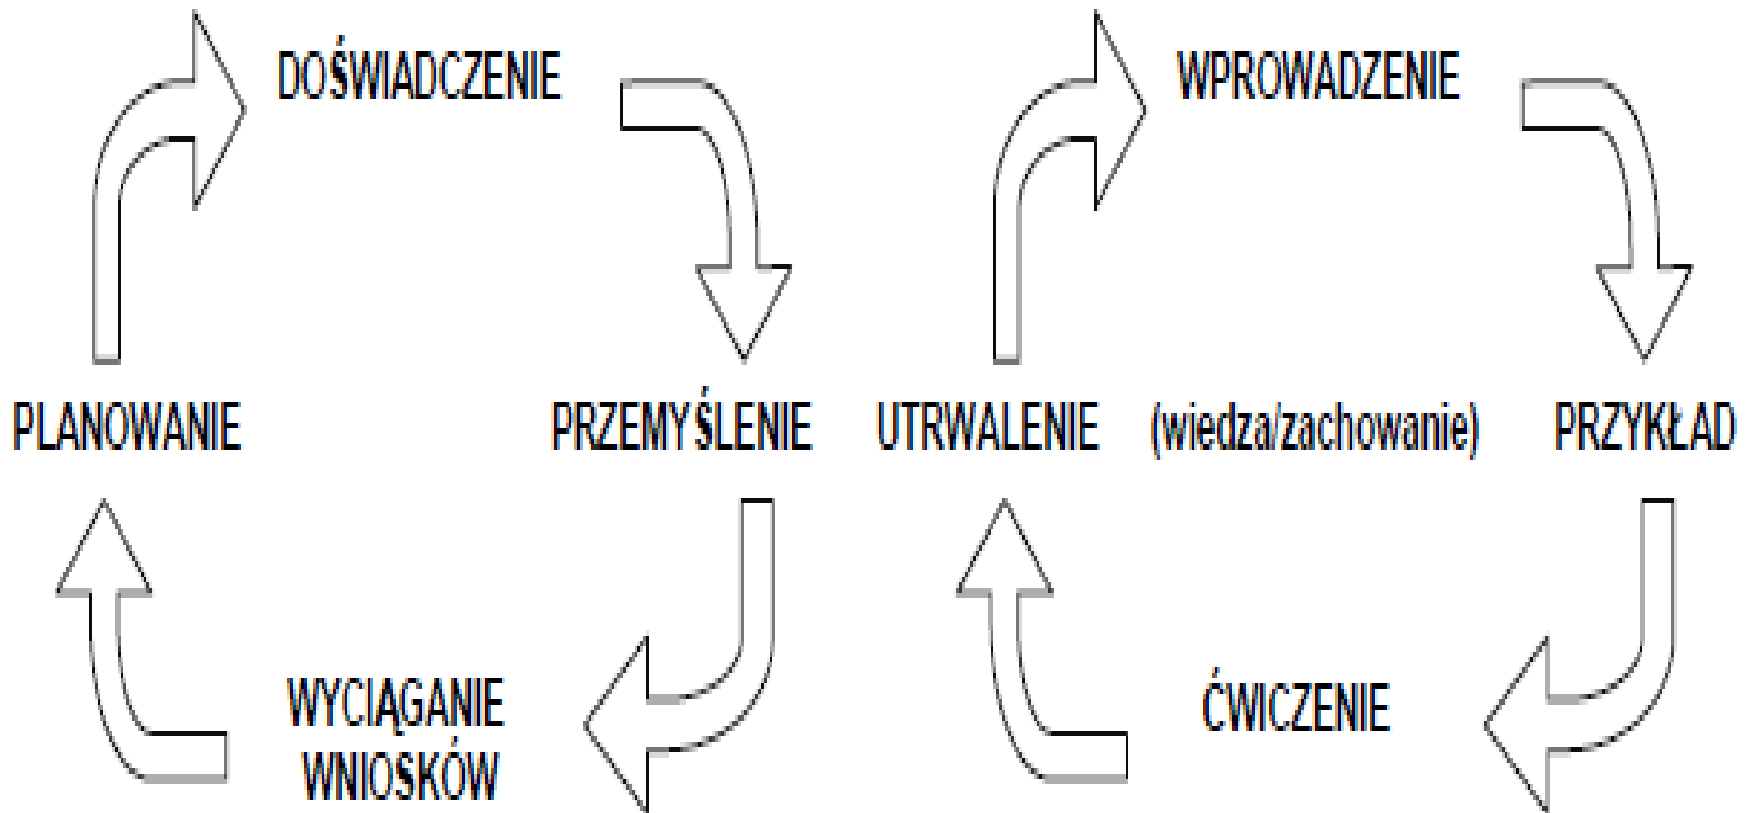 DOŚWIADCZENIE
PLANOWANIE
PRZEMYŚLENIE
WYCIĄGANIE
WNIOSKÓW
WPROWADZENIE
UTRWALENIE (wiedza/zachowanie) PRZYKŁAD
ĆWICZENIE